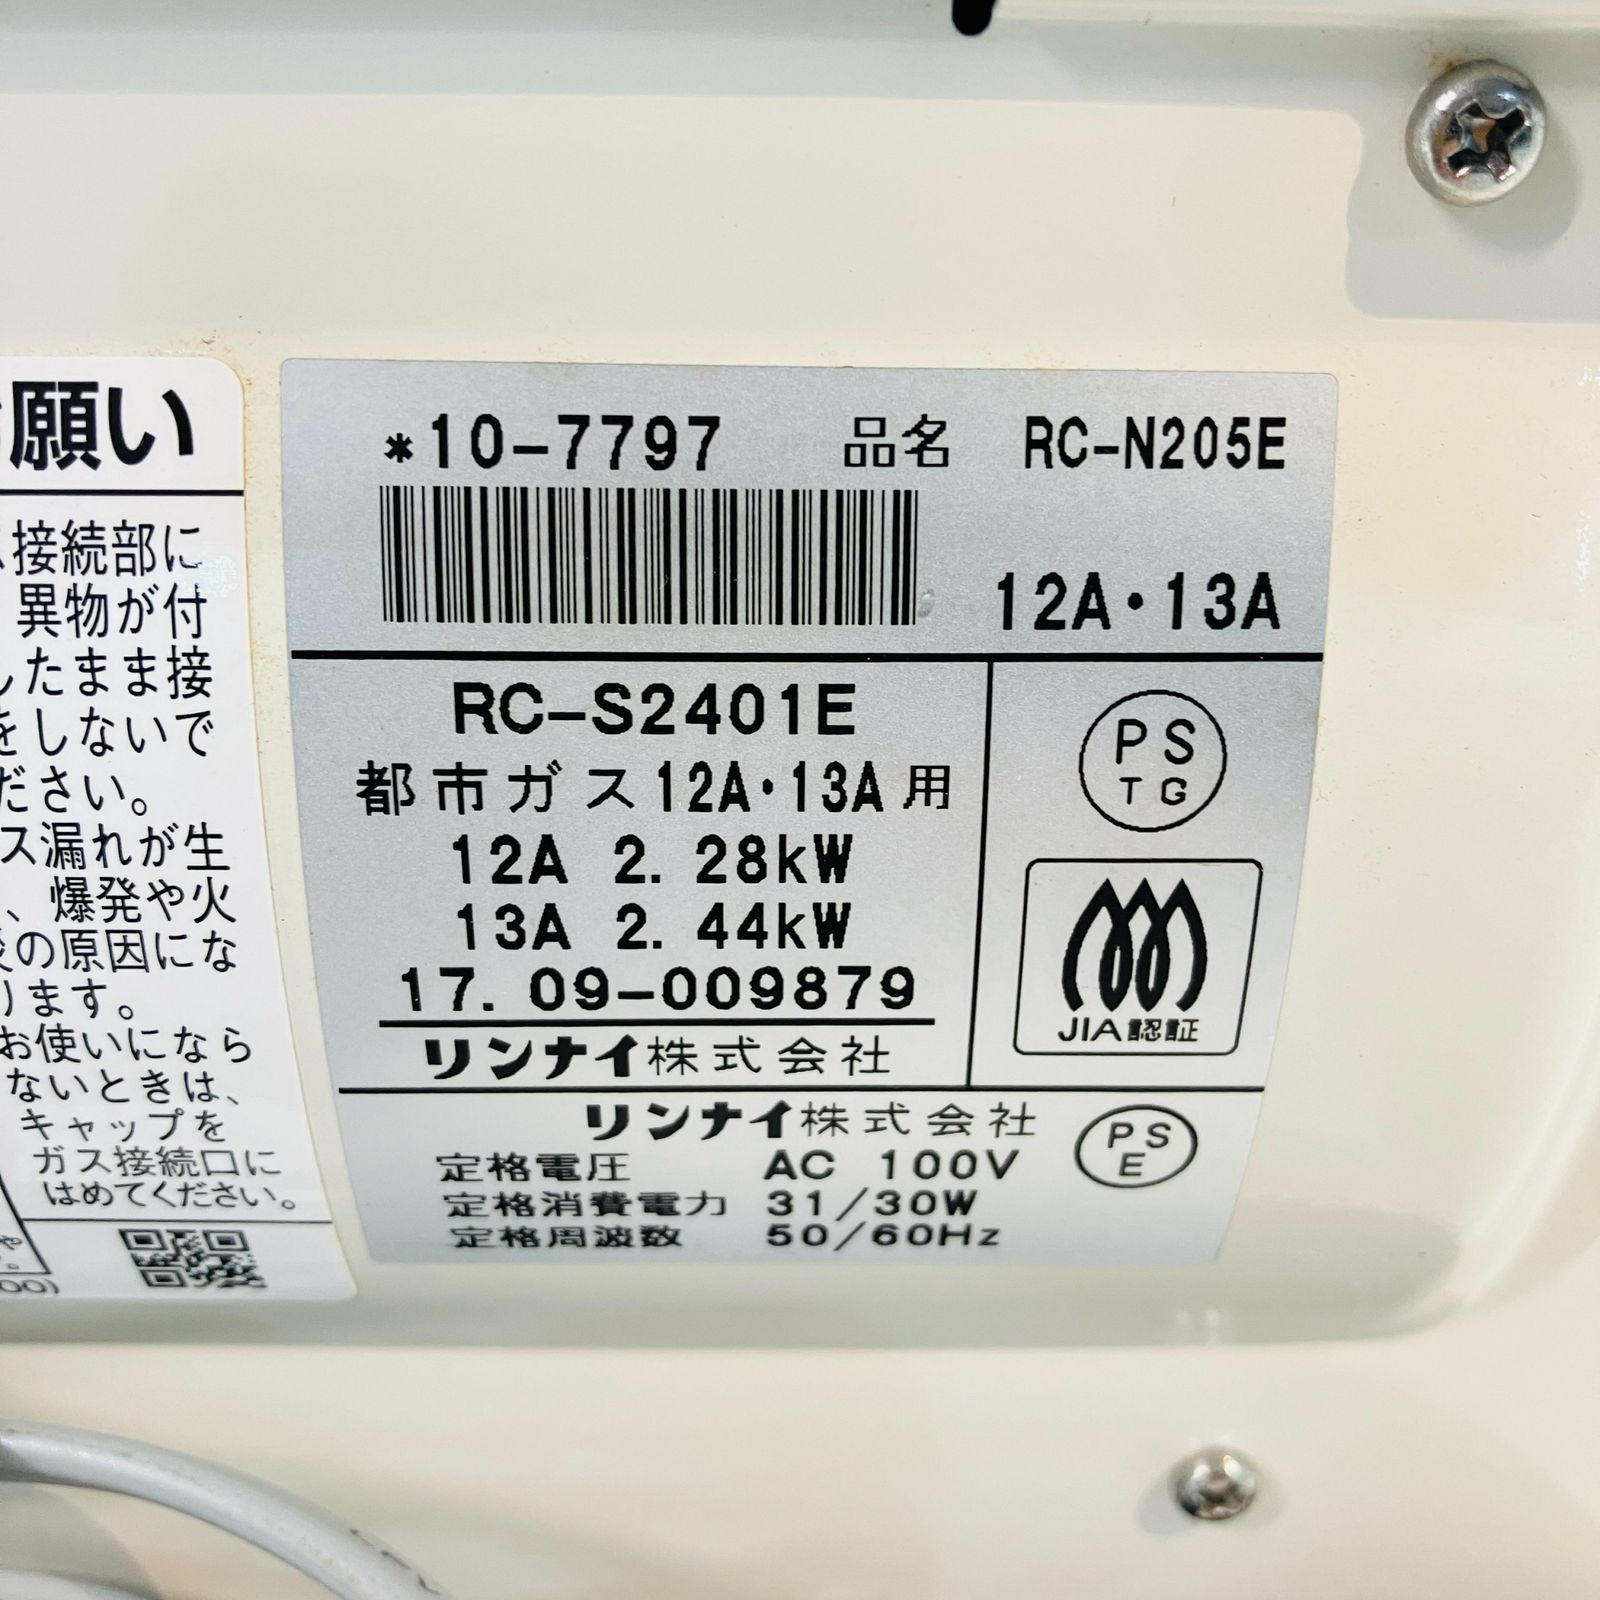 願い
接続部に
異物が付
したまま接
をしないで
ださい。
ス漏れが生
、爆発や火
の原因にな
ります。
お使いになら
ないときは、
キャップを
ガス接続口に
はめてください。
*10-7797 品名 RC-N205E
12A・13A
RC-S2401E
都市ガス12A・13A用
12A 2.28kW
13A 2.44kW
17.09-009879
リンナイ株式会社
PS
TG
JIA認証
リンナイ株式会社
定格電圧 AC 100V
定格消費電力 31/30W
定格周波数 50/60Hz
PS
E